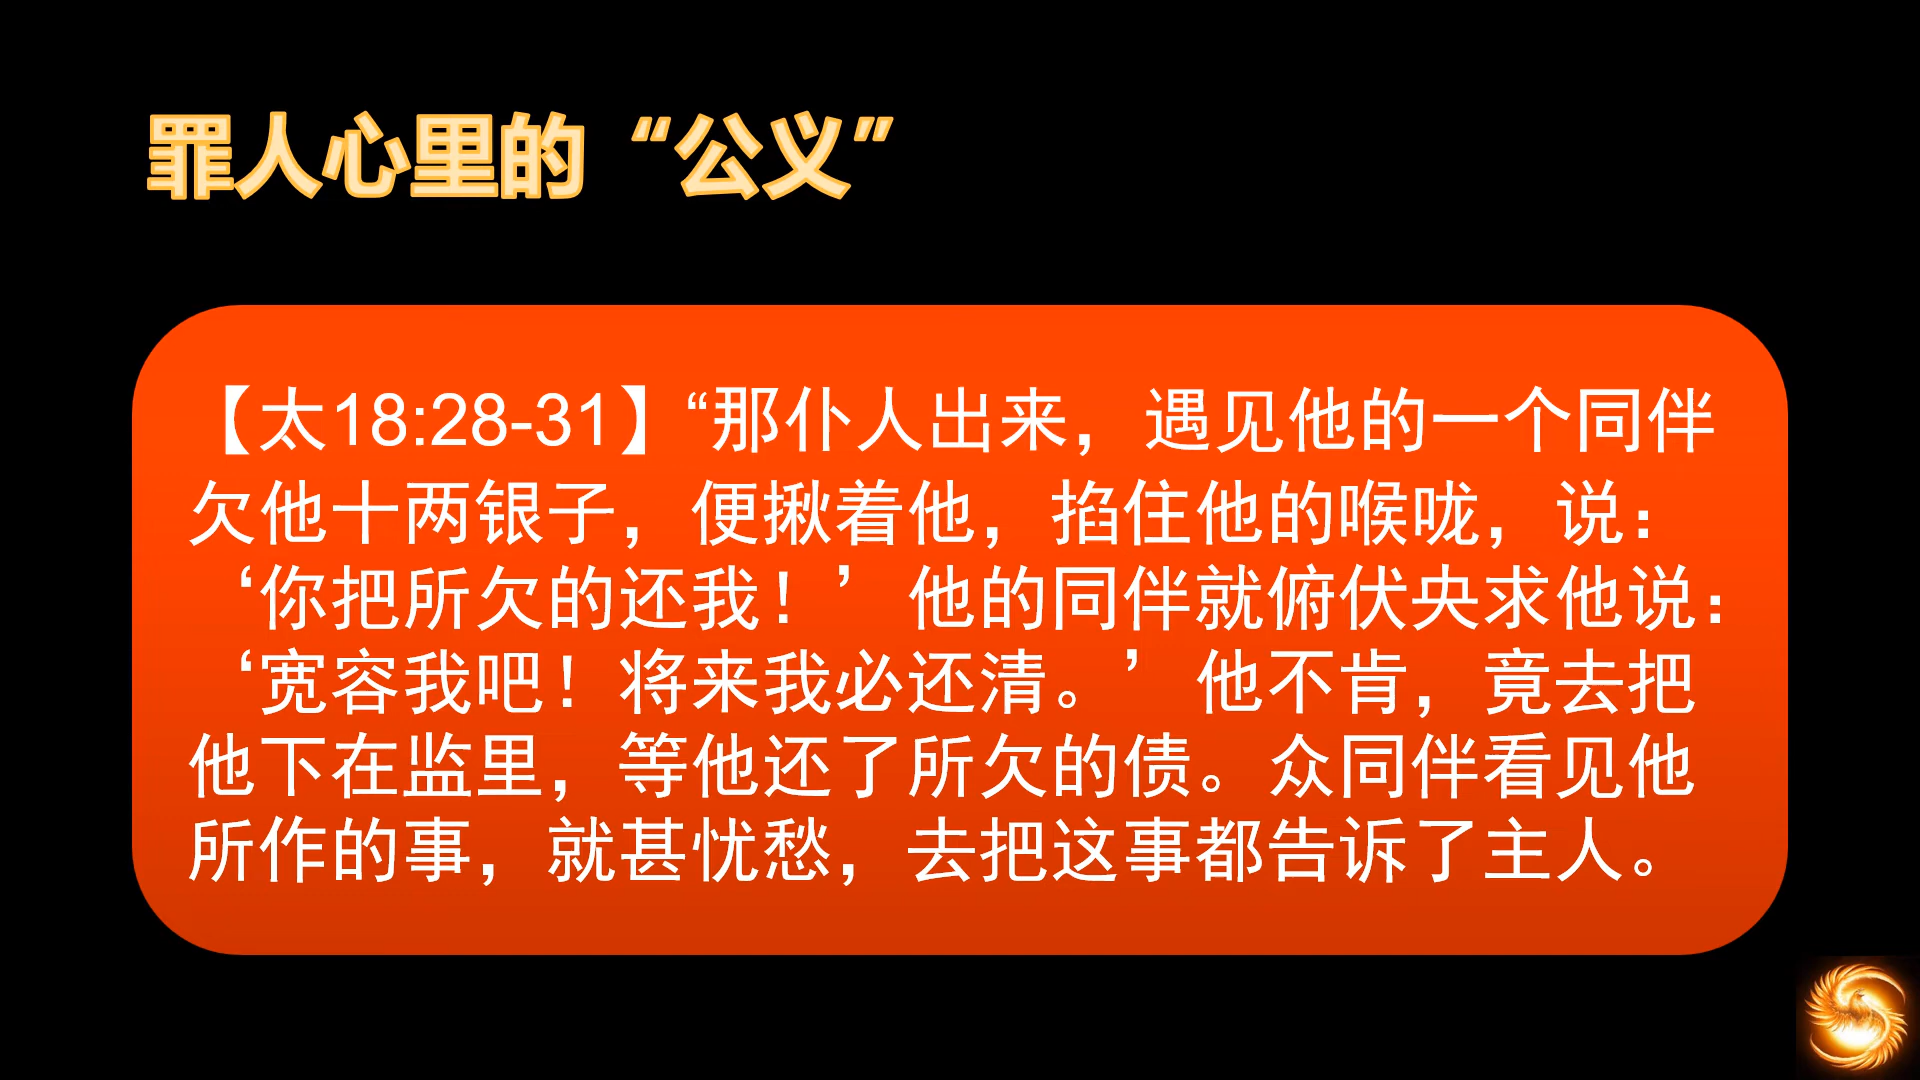 罪人心里的“公义”
【太18:28-31】“那仆人出来，遇见他的一个同伴
欠他十两银子，便揪着他，掐住他的喉咙，说：
‘你把所欠的还我！’他的同伴就俯伏央求他说：
‘宽容我吧！将来我必还清。’他不肯，竟去把
他下在监里，等他还了所欠的债。众同伴看见他
所作的事，就甚忧愁，去把这事都告诉了主人。